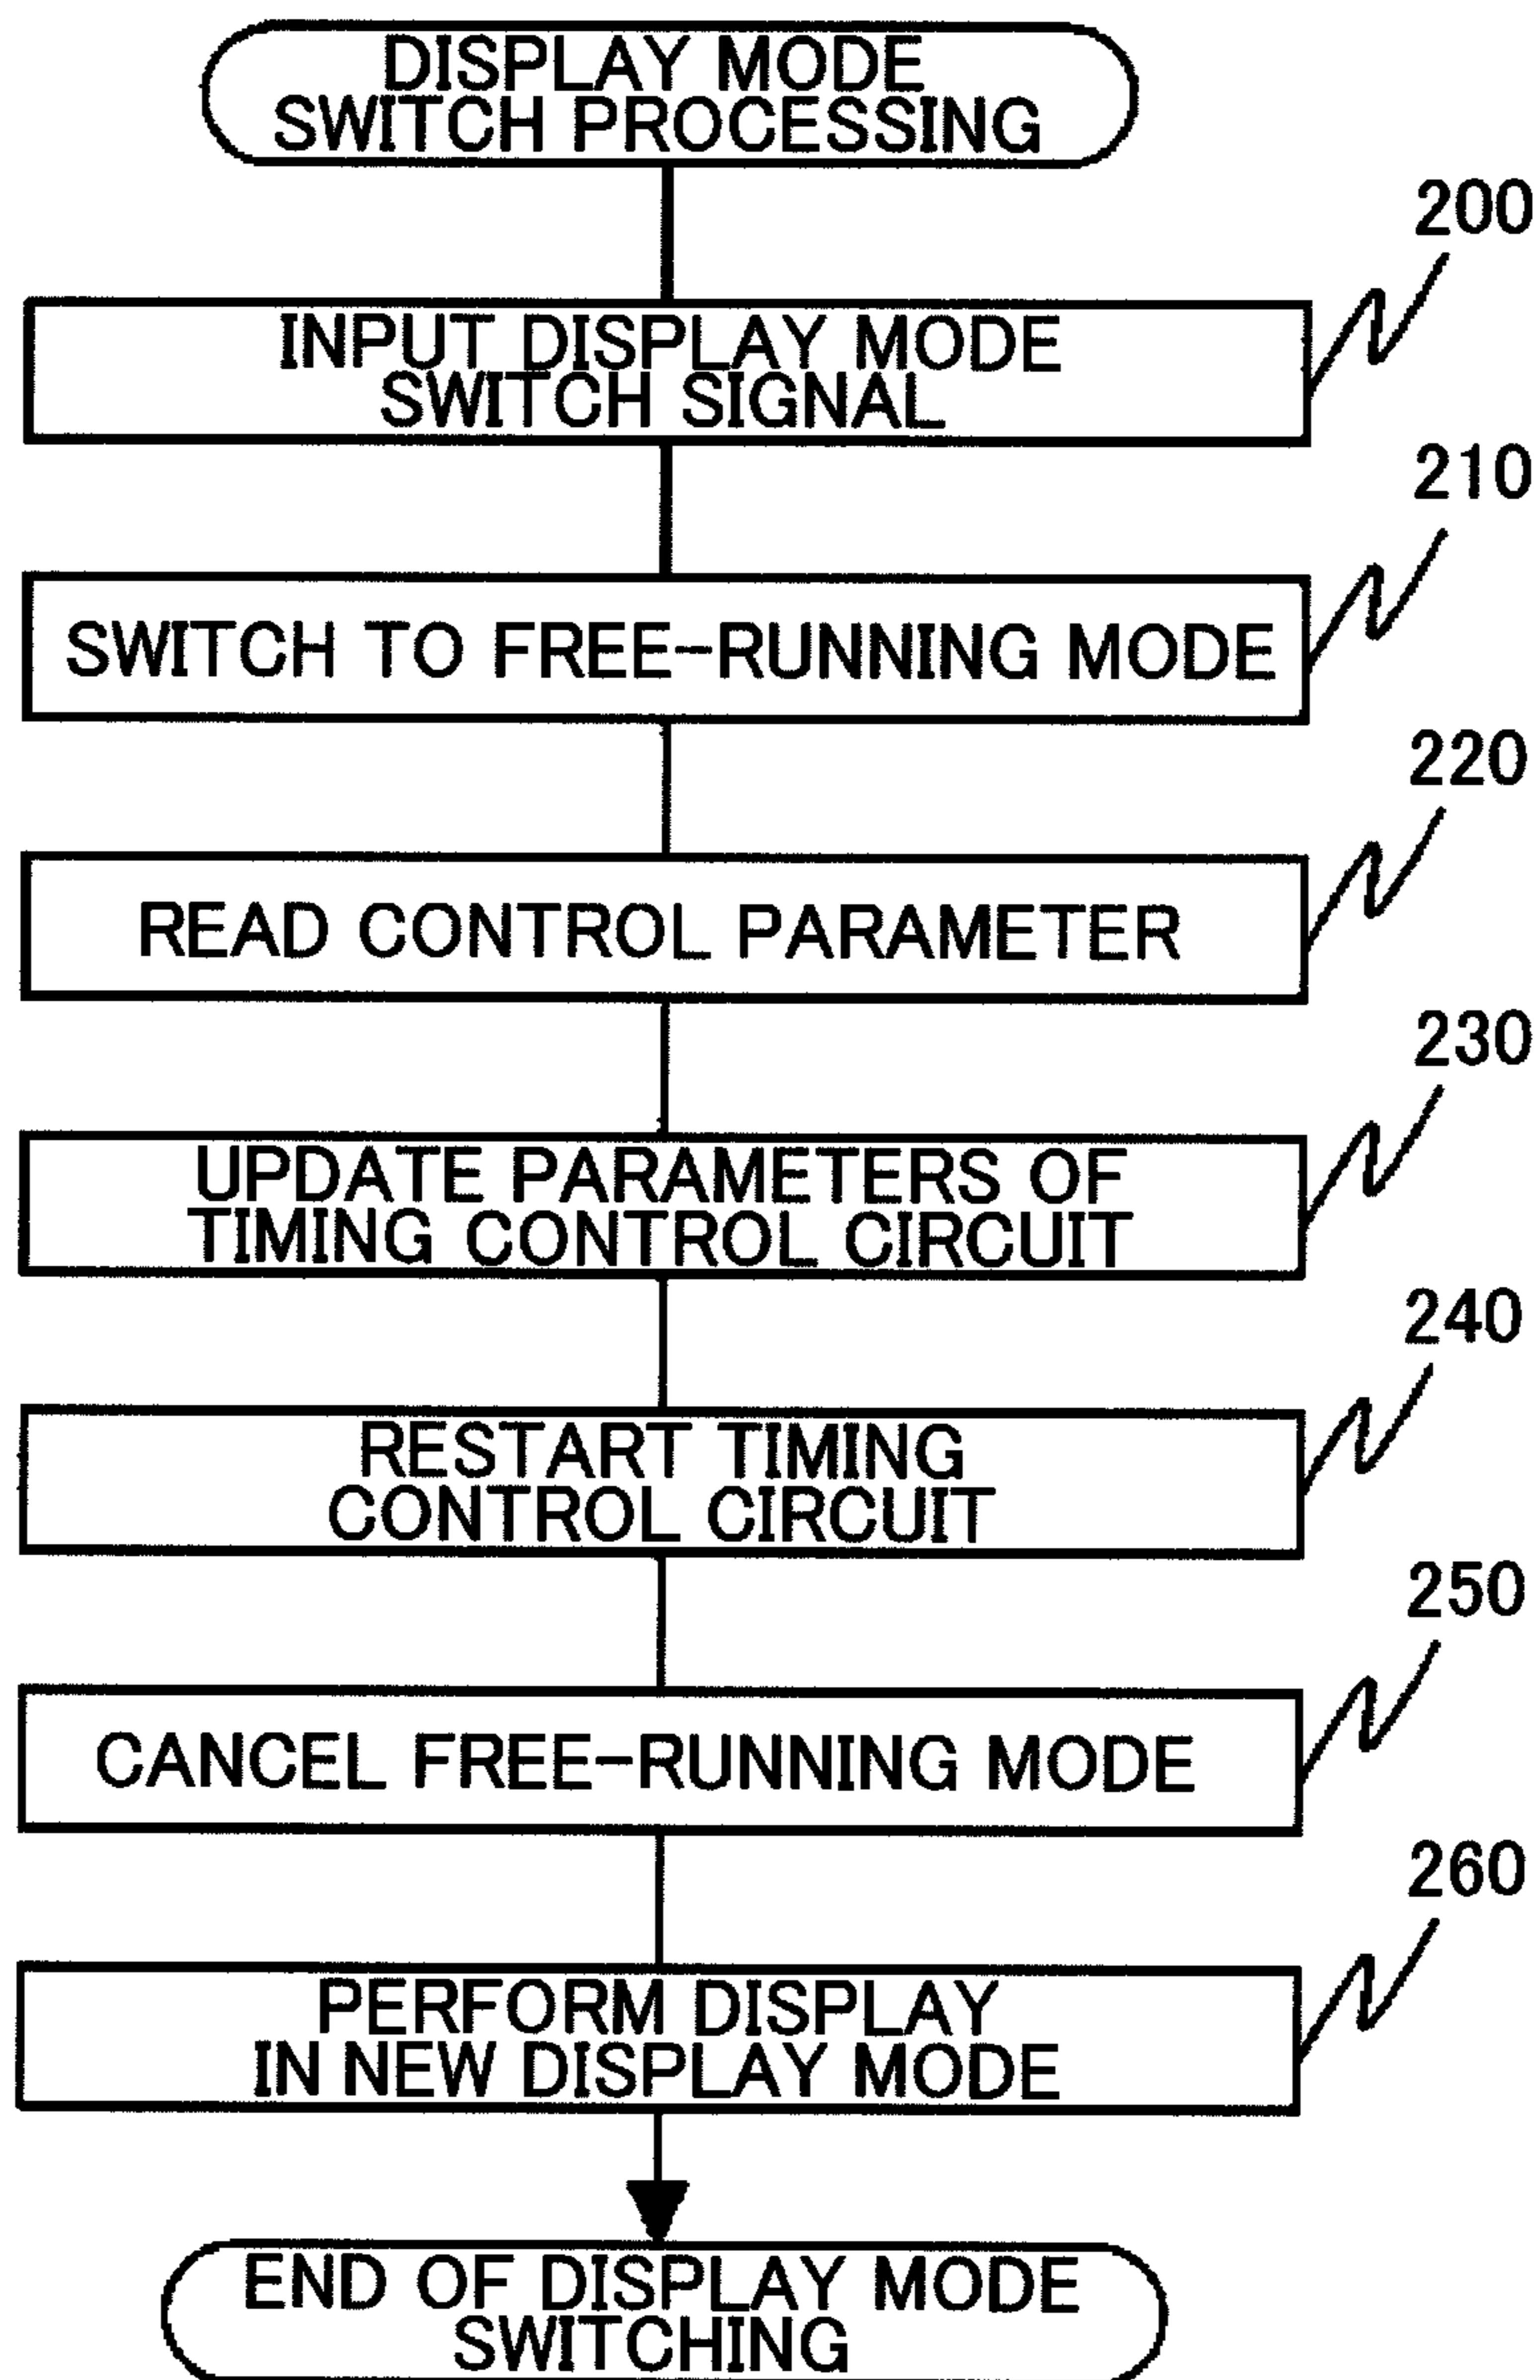 DISPLAY MODE
SWITCH PROCESSING
200
INPUT DISPLAY MODE
SWITCH SIGNAL
210
SWITCH TO FREE-RUNNING MODE
220
READ CONTROL PARAMETER
230
UPDATE PARAMETERS OF
TIMING CONTROL CIRCUIT
240
RESTART TIMING
CONTROL CIRCUIT
250
CANCEL FREE-RUNNING MODE
260
PERFORM DISPLAY
IN NEW DISPLAY MODE
END OF DISPLAY MODE
SWITCHING